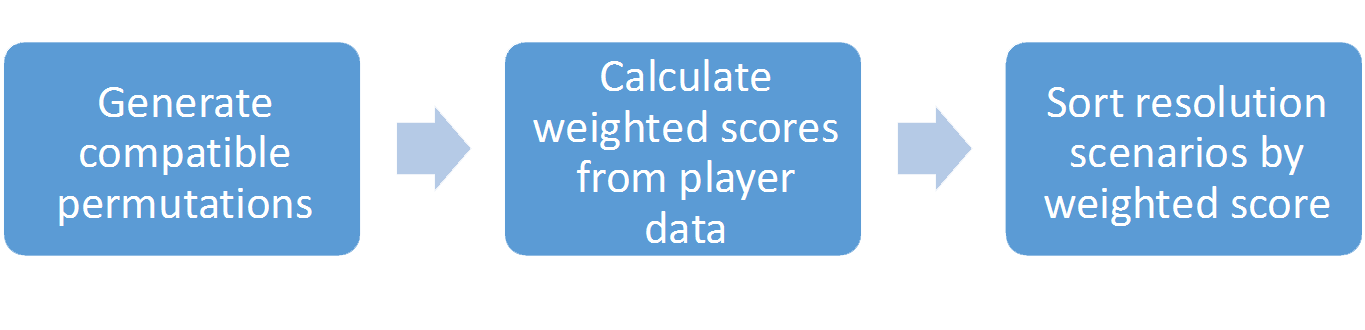 Generate
compatible
permutations
Calculate
weighted scores
from player
data
Sort resolution
scenarios by
weighted score